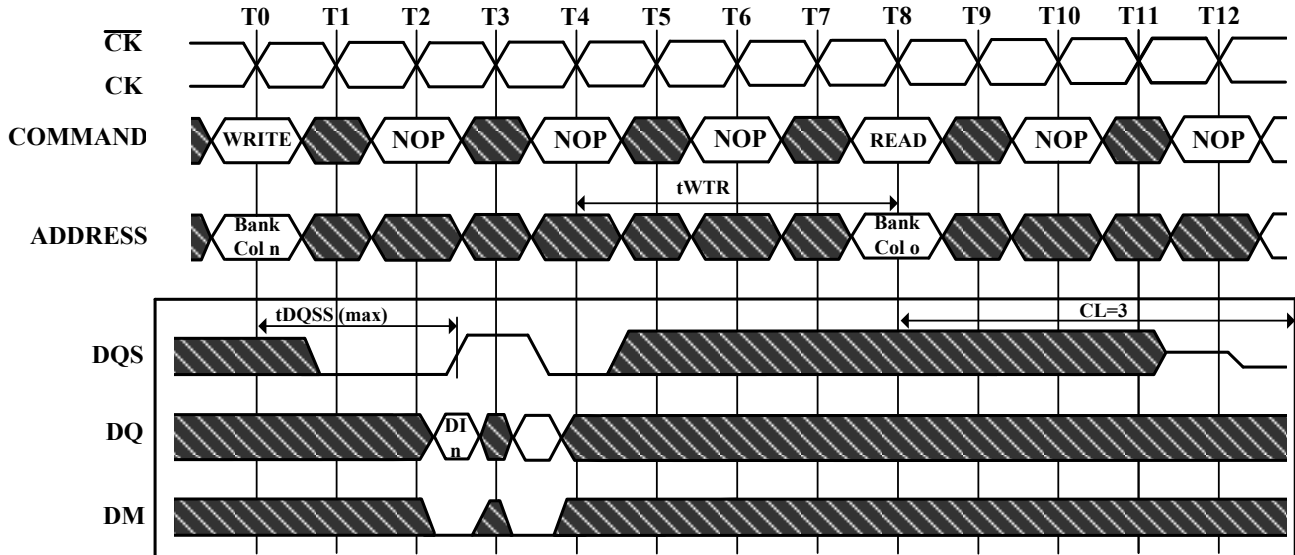 T0 T1 T2 T3 T4 T5 T6 T7 T8 T9 T10 T11 T12
CK
CK
COMMAND WRITE NOP NOP NOP READ NOP NOP
tWTR
ADDRESS Bank Col n Bank Col o
tDQSS (max) CL=3
DQS
DQ DI n
DM